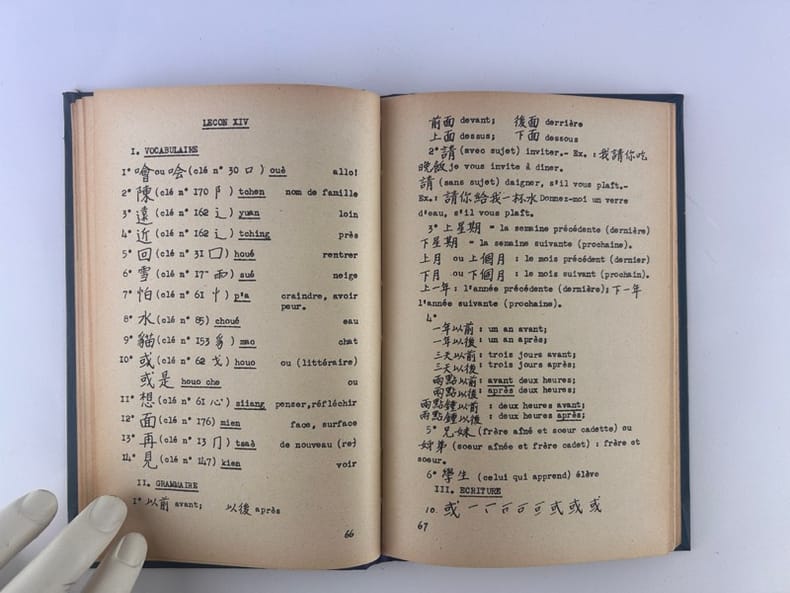 LECON XIV
I. VOCABULAIRE
1° 噲 ou 哙 (clé n° 30 口) ouè allo!
2° 陳 (clé n° 170 阝) tchen nom de famille
3° 遠 (clé n° 162 辶) yuan loin
4° 近 (clé n° 162 辶) tching près
5° 回 (clé n° 31 囗) houé rentrer
6° 雪 (clé n° 17 雨) sué neige
7° 怕 (clé n° 61 忄) p'a craindre, avoir
peur.
8° 水 (clé n° 85) choué eau
9° 貓 (clé n° 153 豸) mao chat
10° 或 (clé n° 62 戈) houo ou (littéraire)
或是 houo che ou
11° 想 (clé n° 61 心) siiang penser, réfléchir
12° 面 (clé n° 176) mien face, surface
13° 再 (clé n° 13 冂) tsaè de nouveau (re)
14° 見 (clé n° 147) kien voir
II. GRAMMAIRE
1° 以前 avant; 以後 après
66
前面 devant; 後面 derrière
上面 dessus; 下面 dessous
2° 請 (avec sujet) inviter.- Ex. : 我請你吃
晚飯 je vous invite à dîner.
請 (sans sujet) daigner, s'il vous plaît.-
Ex.: 請你給我一杯水 Donnez-moi un verre
d'eau, s'il vous plaît.
3° 上星期 = la semaine précédente (dernière)
下星期 = la semaine suivante (prochaine).
上月 ou 上個月 : le mois précédent (dernier)
下月 ou 下個月 : le mois suivant (prochain).
上一年: l'année précédente (dernière); 下一年
l'année suivante (prochaine).
4°
一年以前 : un an avant;
一年以後 : un an après;
三天以前 : trois jours avant;
三天以後 : trois jours après;
兩點以前 : avant deux heures;
兩點以後 : après deux heures;
兩點鍾以前 : deux heures avant;
兩點鍾以後 : deux heures après;
5° 兄妹 (frère aîné et soeur cadette) ou
姊弟 (soeur aînée et frère cadet) : frère et
soeur.
6° 學生 (celui qui apprend) élève
III. ECRITURE
10. 或
67